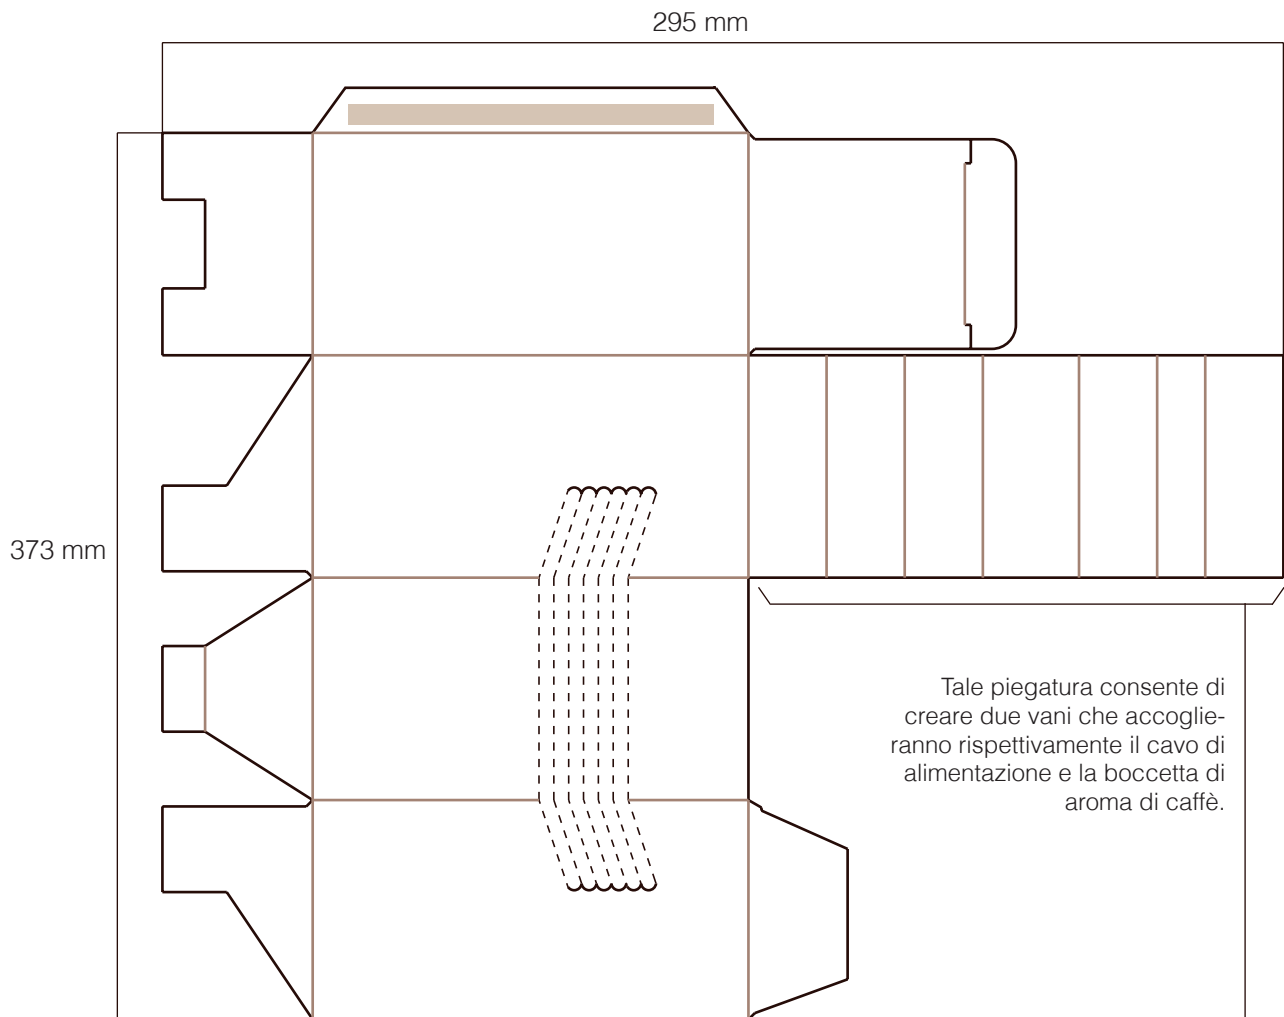 295 mm
373 mm
Tale piegatura consente di
creare due vani che accoglie-
ranno rispettivamente il cavo di
alimentazione e la boccetta di
aroma di caffè.